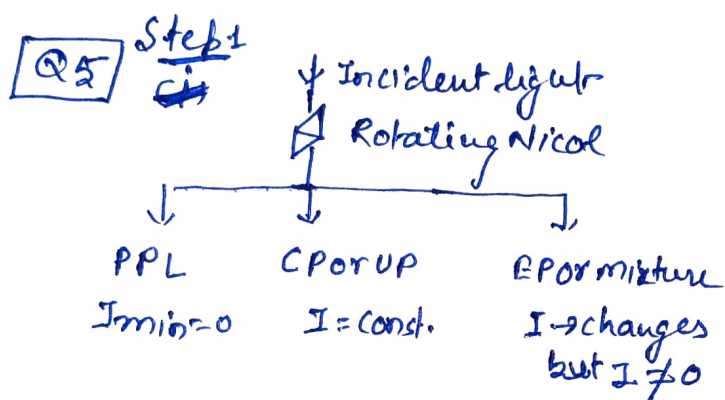 Q5
Step1
Incident light
Rotating Nicol
PPL
CP or UP
EP or mixture
Imin = 0
I = Const.
I → changes
but I ≠ 0